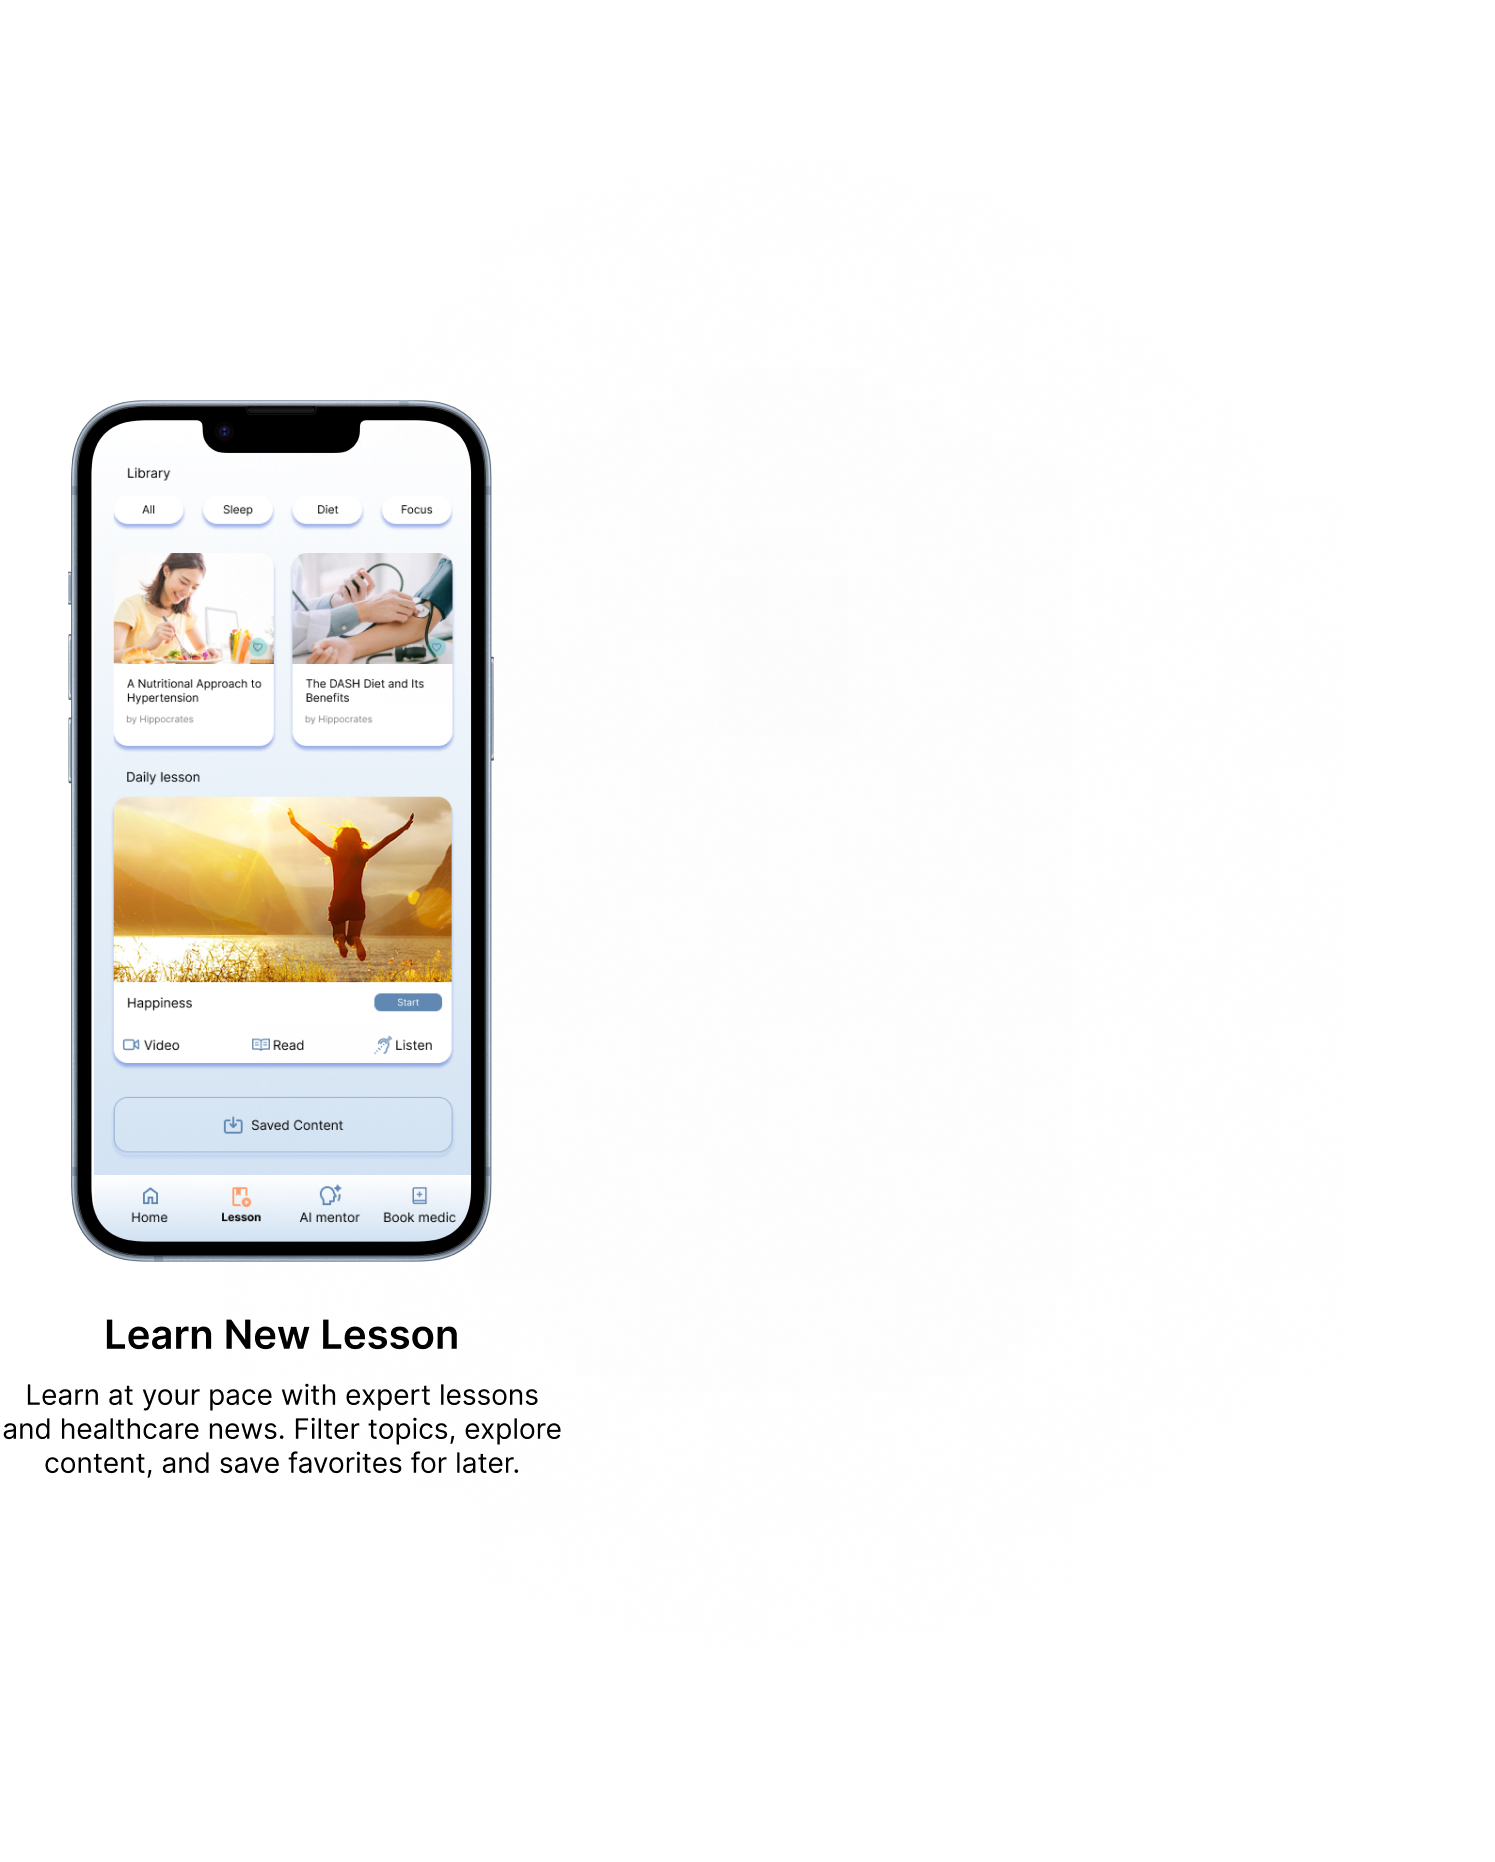 Library
All Sleep Diet Focus
A Nutritional Approach to
Hypertension
by Hippocrates
The DASH Diet and Its
Benefits
by Hippocrates
Daily lesson
Happiness Start
Video Read Listen
Saved Content
Home Lesson AI mentor Book medic
Learn New Lesson
Learn at your pace with expert lessons
and healthcare news. Filter topics, explore
content, and save favorites for later.